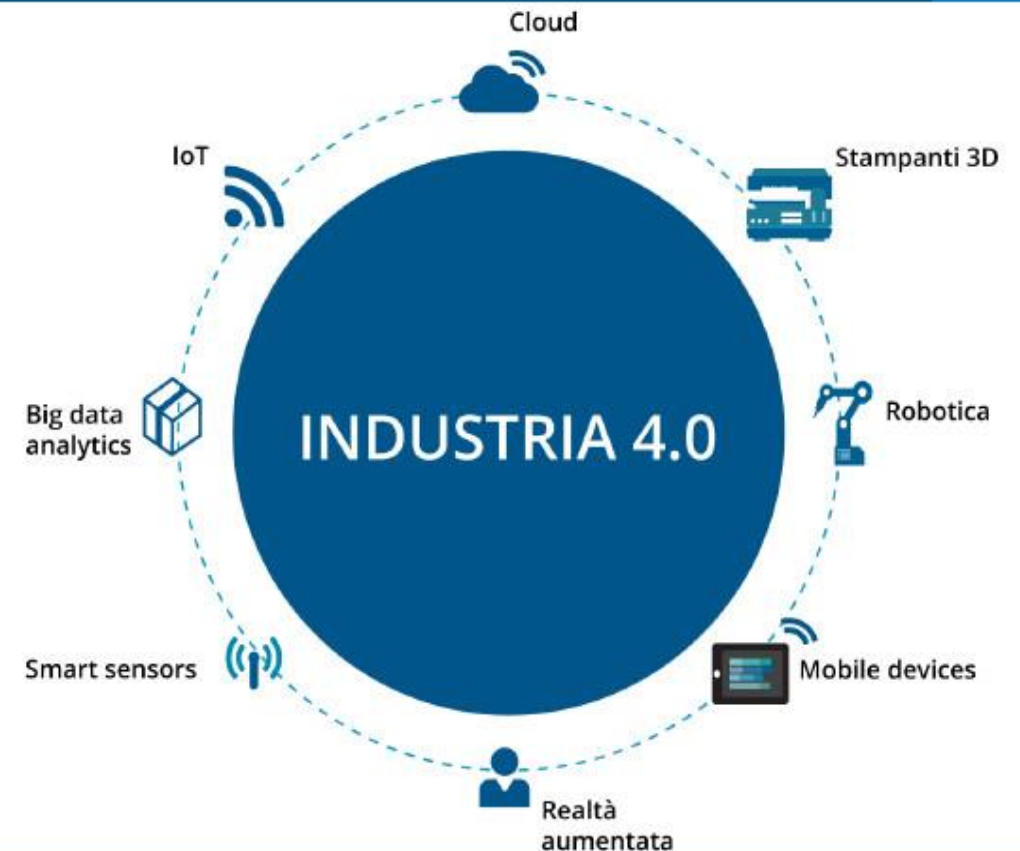 Cloud
IoT
Stampanti 3D
Big data
analytics
INDUSTRIA 4.0
Robotica
Smart sensors
Mobile devices
Realtà
aumentata